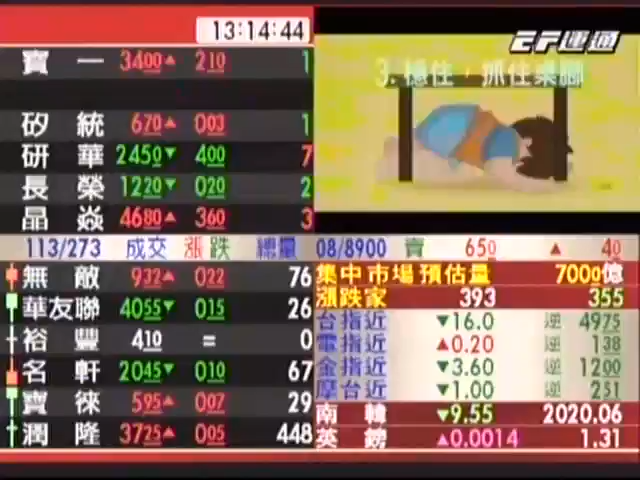 13:14:44
寶一 3400▲ 210 1
矽統 670▲ 003 1
研華 2450▼ 400 7
長榮 1220▼ 020 2
晶焱 4680▲ 360 3
113/273 成交 漲跌 總量
無敵 932▲ 022 76
華友聯 4055▼ 015 26
裕豐 410 = 0
名軒 2045▼ 010 67
寶徠 595▲ 007 29
潤隆 3725▲ 005 448
EF運通
3. 穩住，抓住桌腳
08/8900 賣 650 ▲ 40
集中市場預估量 7000億
漲跌家 393 355
台指近 ▼16.0 逆 4975
電指近 ▲0.20 逆 138
金指近 ▼3.60 逆 1200
摩台近 ▼1.00 逆 251
南韓 ▼9.55 2020.06
英鎊 ▲0.0014 1.31